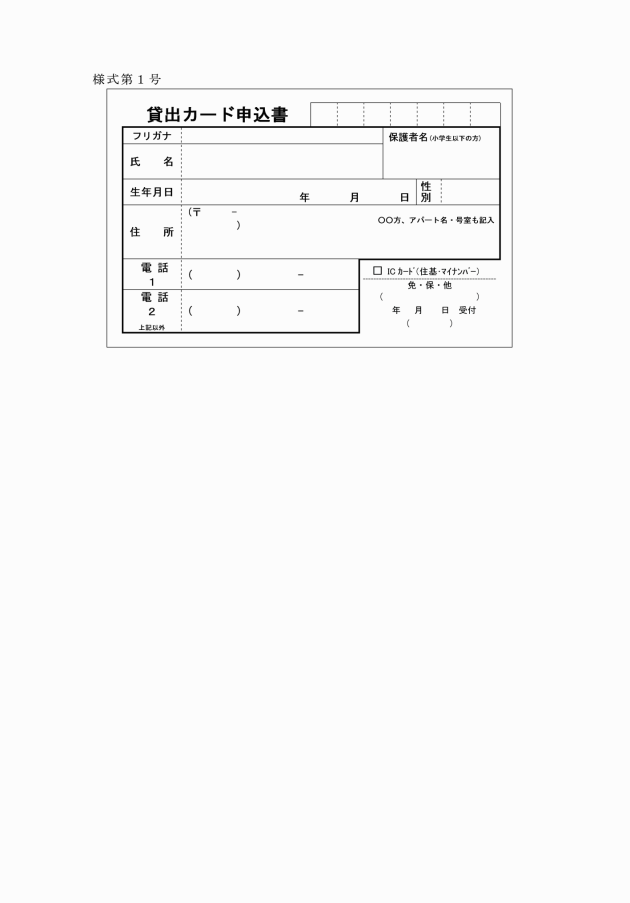 様式第１号
貸出カード申込書
フリガナ
保護者名(小学生以下の方)
氏　　名
生年月日
年　　月　　日
性別
住　　所
(〒　　－　　)
〇〇方、アパート名・号室も記入
電話1
(　　)　　－
電話2
上記以外
(　　)　　－
□ ICｶｰﾄﾞ(住基･マイナンバー)
免・保・他
(　　)
年　月　日　受付
(　　)